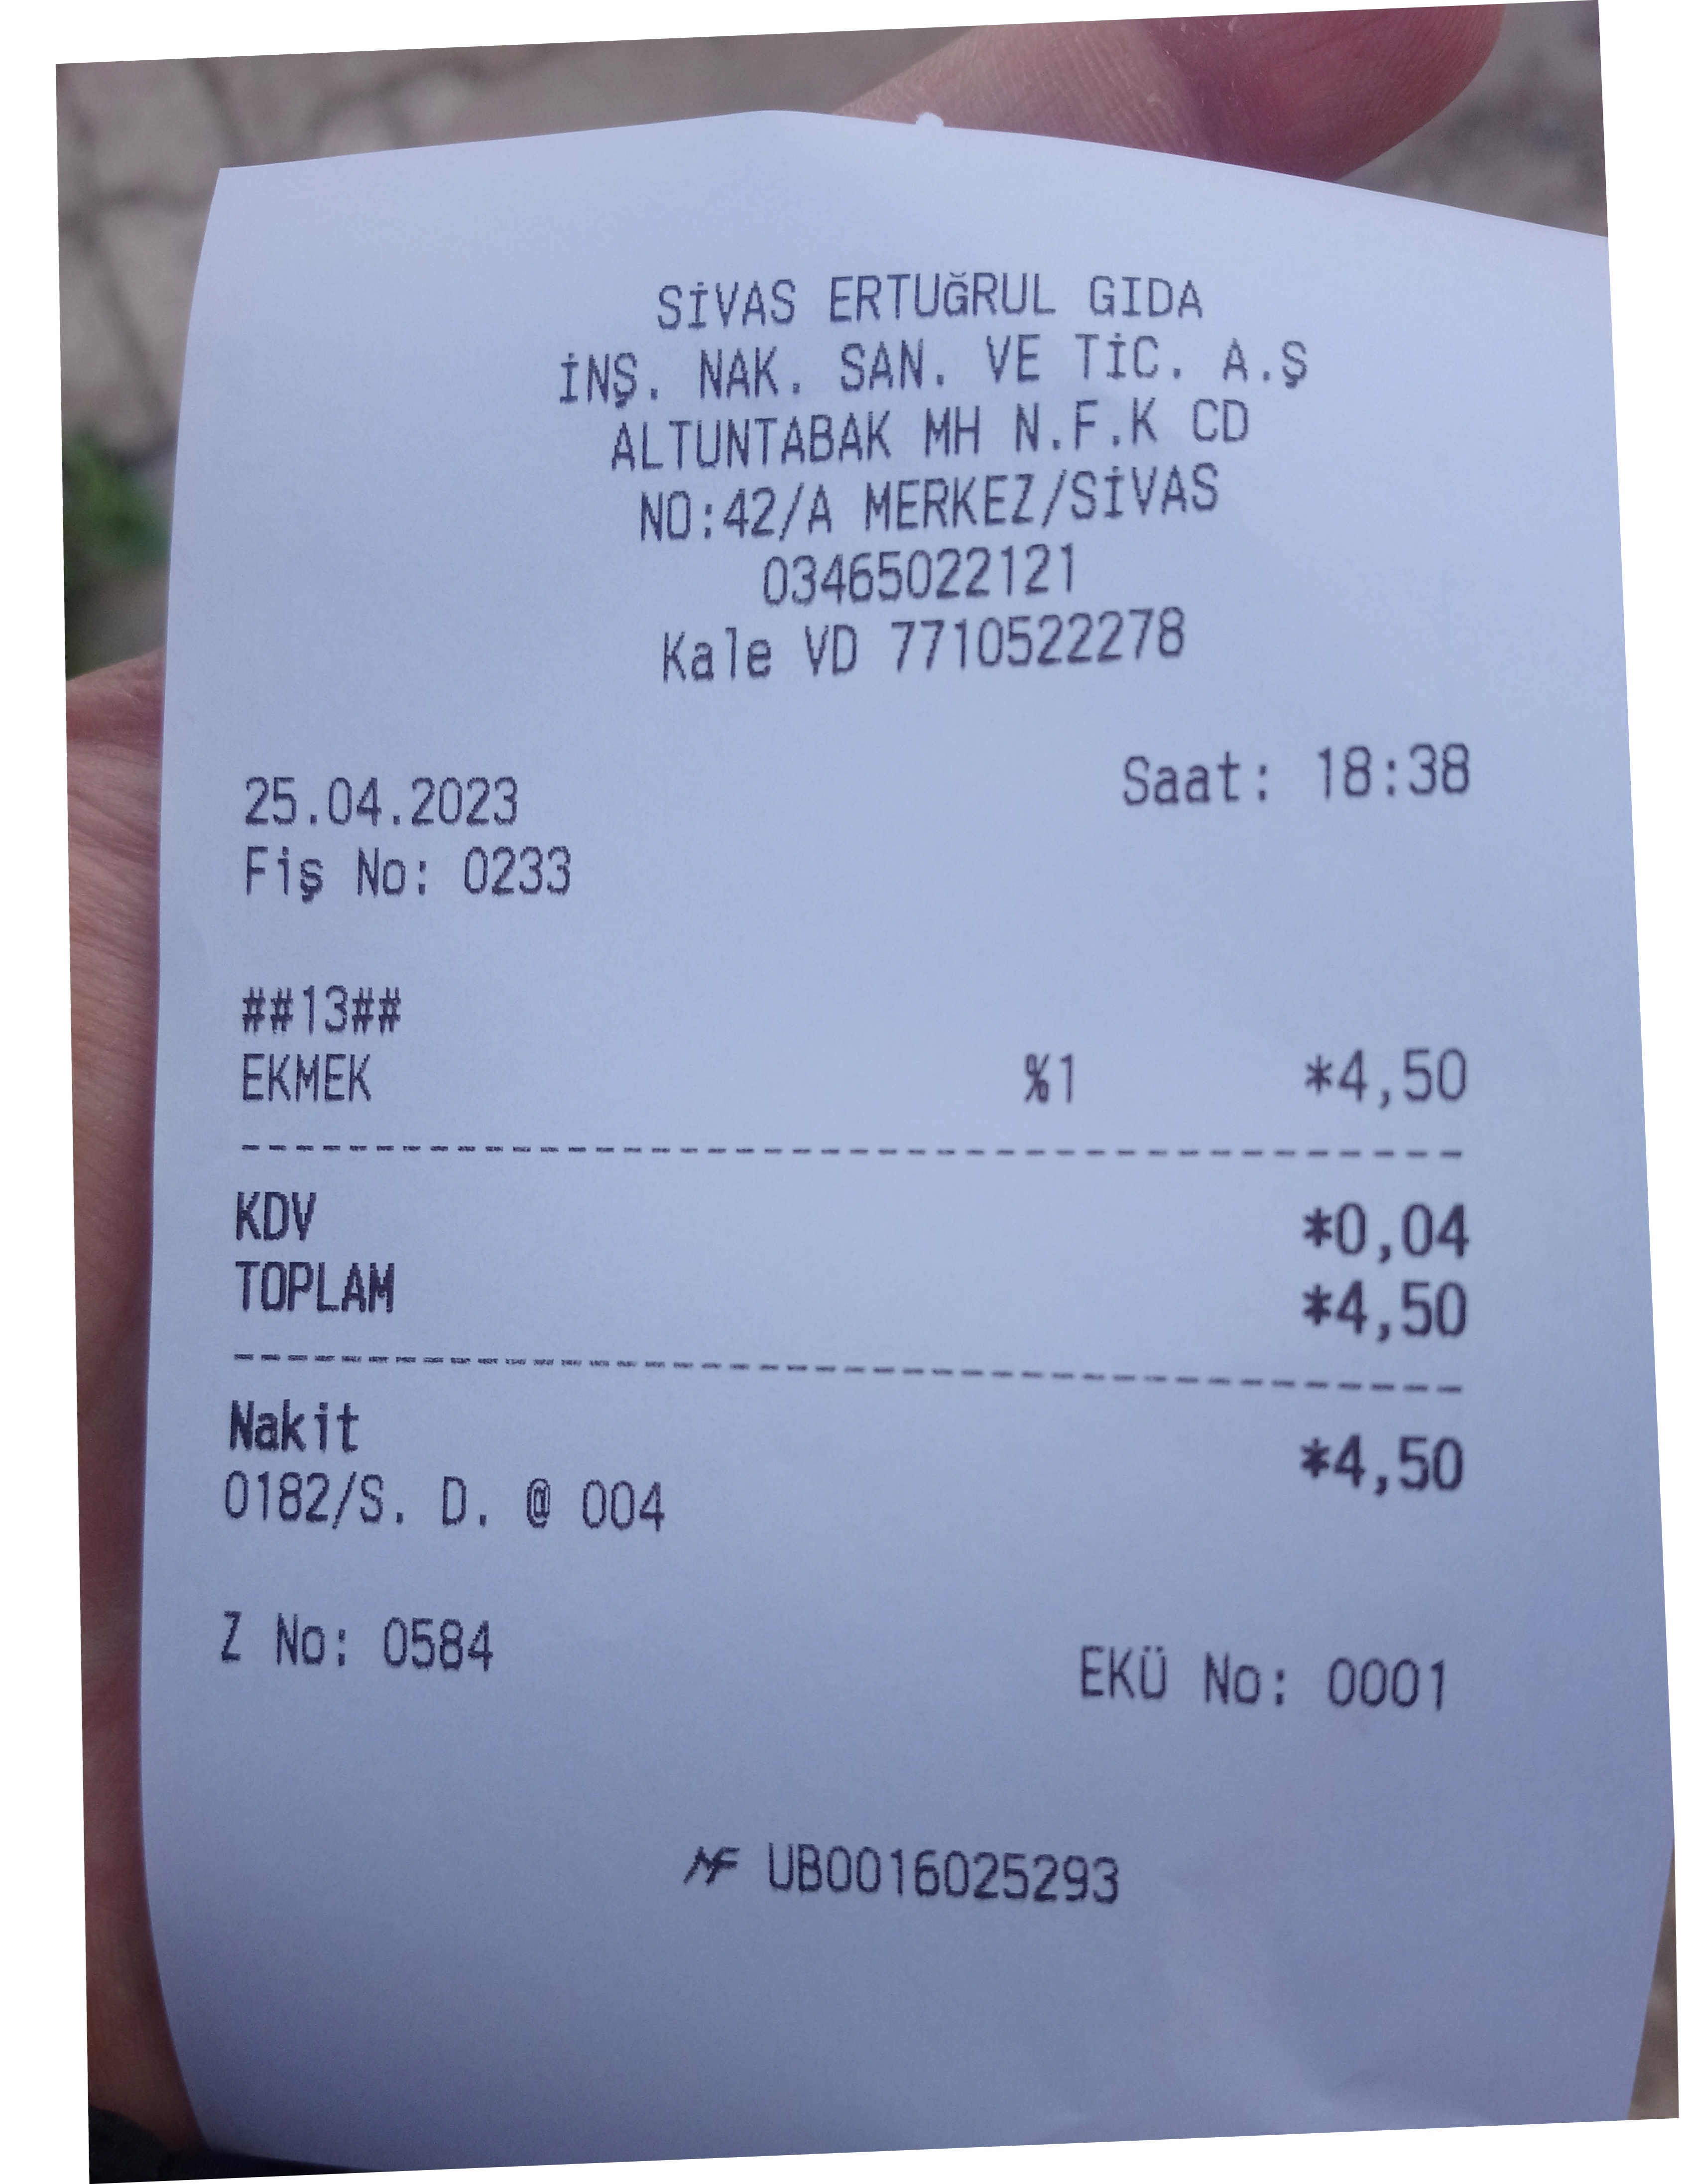 SİVAS ERTUĞRUL GIDA
İNŞ. NAK. SAN. VE TİC. A.Ş
ALTUNTABAK MH N.F.K CD
NO:42/A MERKEZ/SİVAS
03465022121
Kale VD 7710522278
25.04.2023 Saat: 18:38
Fiş No: 0233
##13##
EKMEK %1 *4,50
KDV *0,04
TOPLAM *4,50
Nakit *4,50
0182/S. D. @ 004
Z No: 0584 EKÜ No: 0001
MF UB0016025293